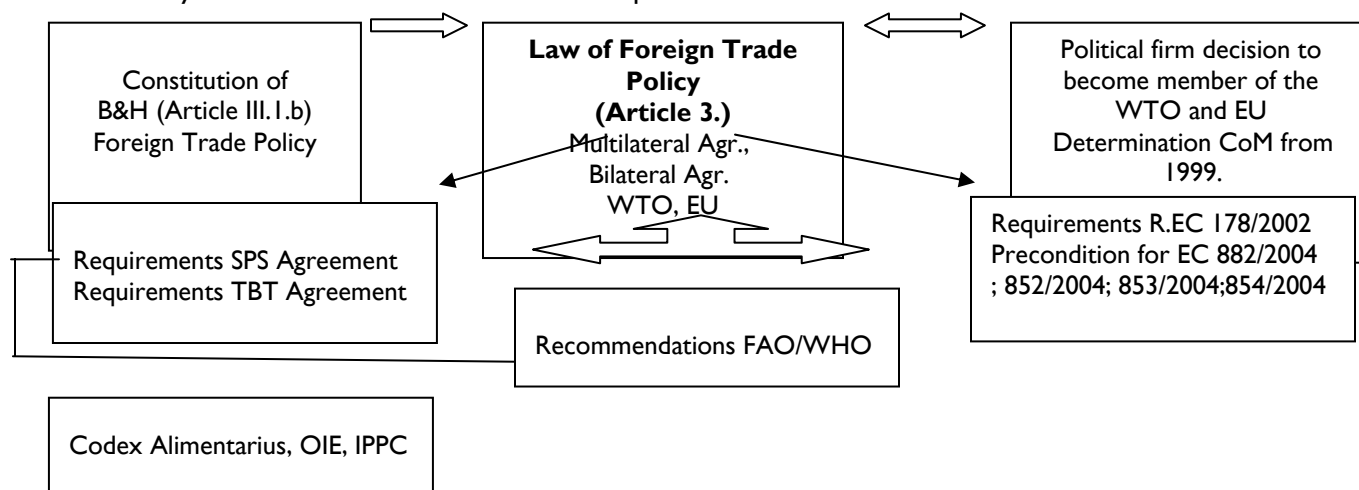 Constitution of
B&H (Article III.1.b)
Foreign Trade Policy
Law of Foreign Trade
Policy
(Article 3.)
Multilateral Agr.,
Bilateral Agr.
WTO, EU
Political firm decision to
become member of the
WTO and EU
Determination CoM from
1999.
Requirements SPS Agreement
Requirements TBT Agreement
Requirements R.EC 178/2002
Precondition for EC 882/2004
; 852/2004; 853/2004;854/2004
Recommendations FAO/WHO
Codex Alimentarius, OIE, IPPC